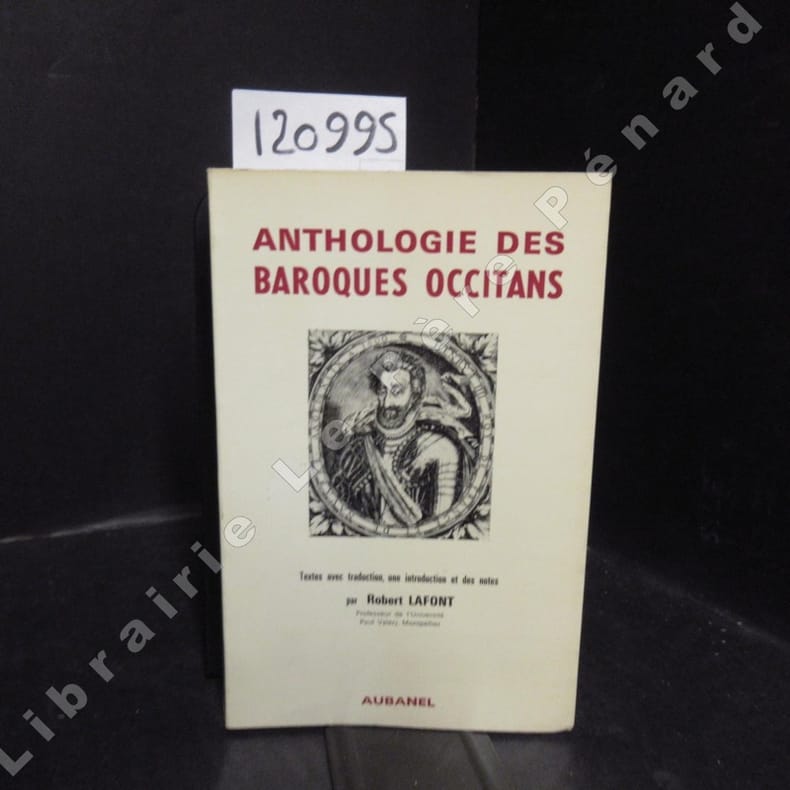 120995
ANTHOLOGIE DES
BAROQUES OCCITANS
Textes avec traduction, une introduction et des notes
par Robert LAFONT
Professeur de l'Université
Paul Valéry, Montpellier
AUBANEL
Librairie Le Père Pénard